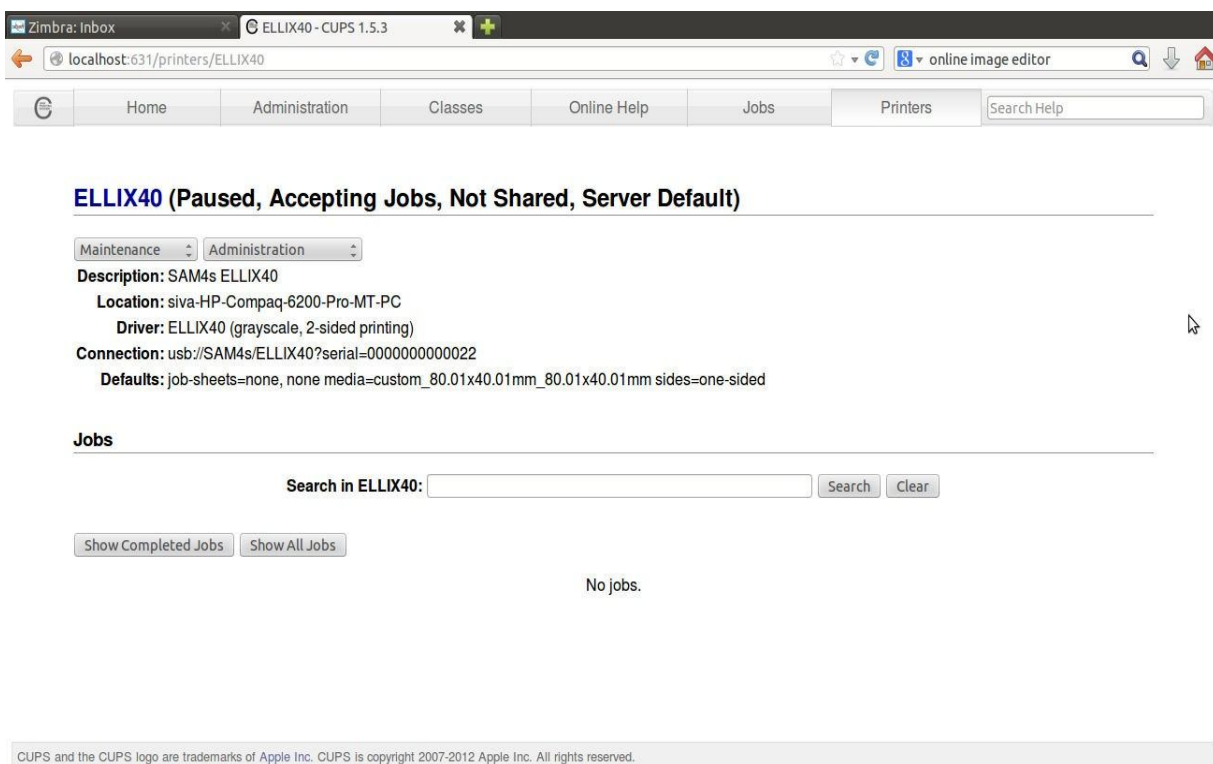 Zimbra: Inbox ELLIX40 - CUPS 1.5.3
localhost:631/printers/ELLIX40 online image editor
Home Administration Classes Online Help Jobs Printers Search Help
ELLIX40 (Paused, Accepting Jobs, Not Shared, Server Default)
Maintenance Administration
Description: SAM4s ELLIX40
Location: siva-HP-Compaq-6200-Pro-MT-PC
Driver: ELLIX40 (grayscale, 2-sided printing)
Connection: usb://SAM4s/ELLIX40?serial=0000000000022
Defaults: job-sheets=none, none media=custom_80.01x40.01mm_80.01x40.01mm sides=one-sided
Jobs
Search in ELLIX40: Search Clear
Show Completed Jobs Show All Jobs
No jobs.
CUPS and the CUPS logo are trademarks of Apple Inc. CUPS is copyright 2007-2012 Apple Inc. All rights reserved.